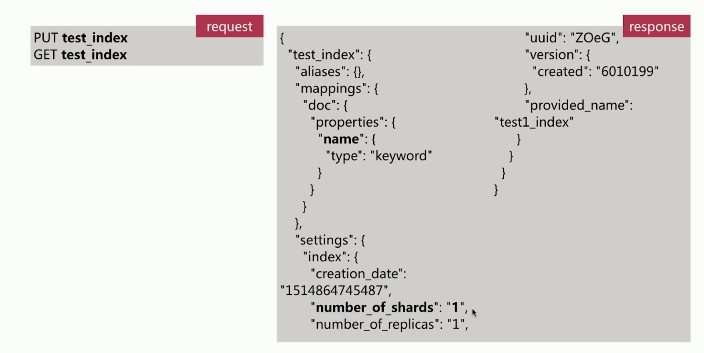 request
PUT test_index
GET test_index
response
{
"test_index": {
"aliases": {},
"mappings": {
"doc": {
"properties": {
"name": {
"type": "keyword"
}
}
}
},
"settings": {
"index": {
"creation_date":
"1514864745487",
"number_of_shards": "1",
"number_of_replicas": "1",
"uuid": "ZOeG",
"version": {
"created": "6010199"
},
"provided_name":
"test1_index"
}
}
}
}